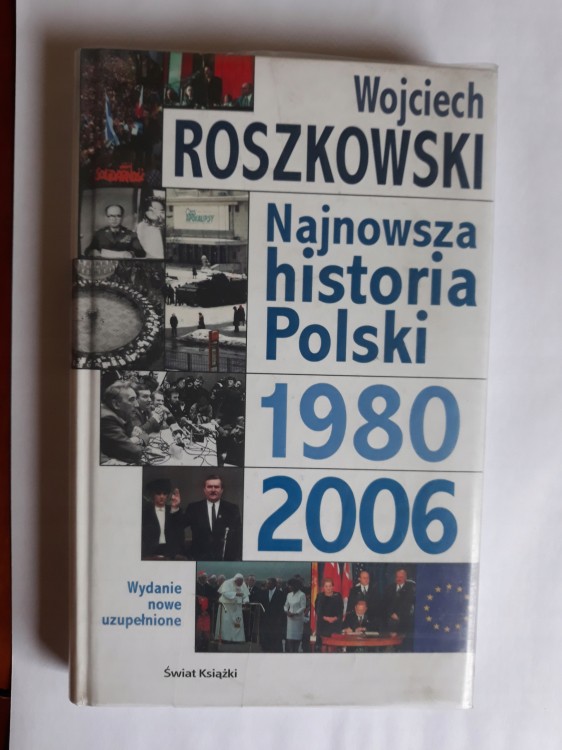 Wojciech
ROSZKOWSKI
Najnowsza
historia
Polski
1980
2006
Wydanie
nowe
uzupełnione
Świat Książki